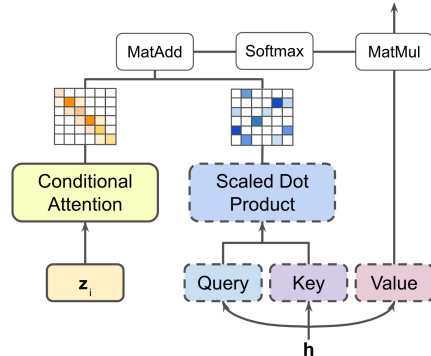 MatAdd
Softmax
MatMul
Conditional
Attention
Scaled Dot
Product
z i
Query
Key
Value
h